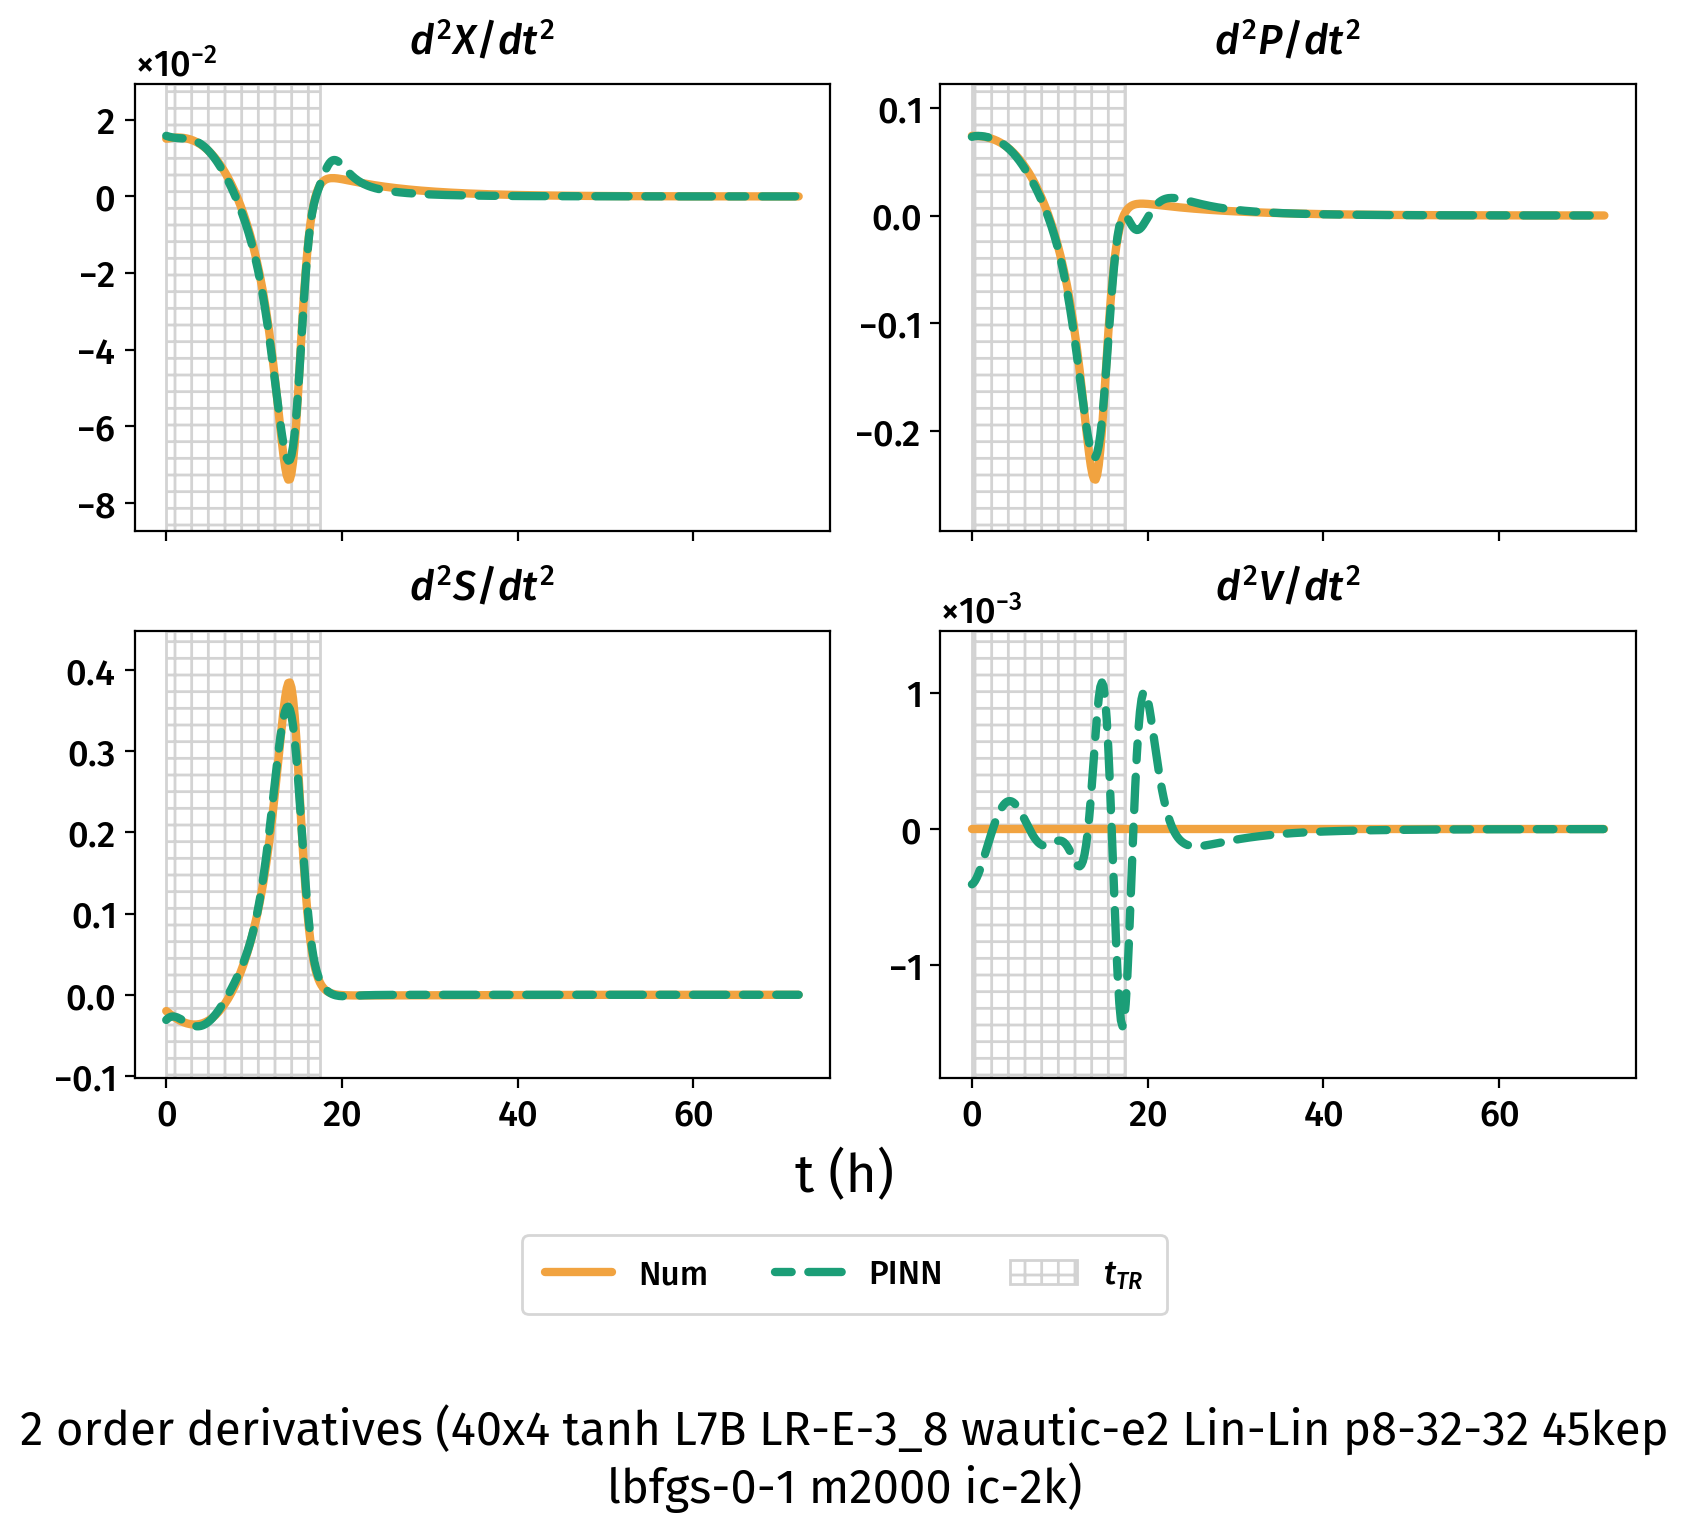 d²X/dt²
×10⁻²
2
0
−2
−4
−6
−8
d²P/dt²
0.1
0.0
−0.1
−0.2
d²S/dt²
0.4
0.3
0.2
0.1
0.0
−0.1
0 20 40 60
d²V/dt²
×10⁻³
1
0
−1
0 20 40 60
t (h)
Num PINN t_TR
2 order derivatives (40x4 tanh L7B LR-E-3_8 wautic-e2 Lin-Lin p8-32-32 45kep
lbfgs-0-1 m2000 ic-2k)